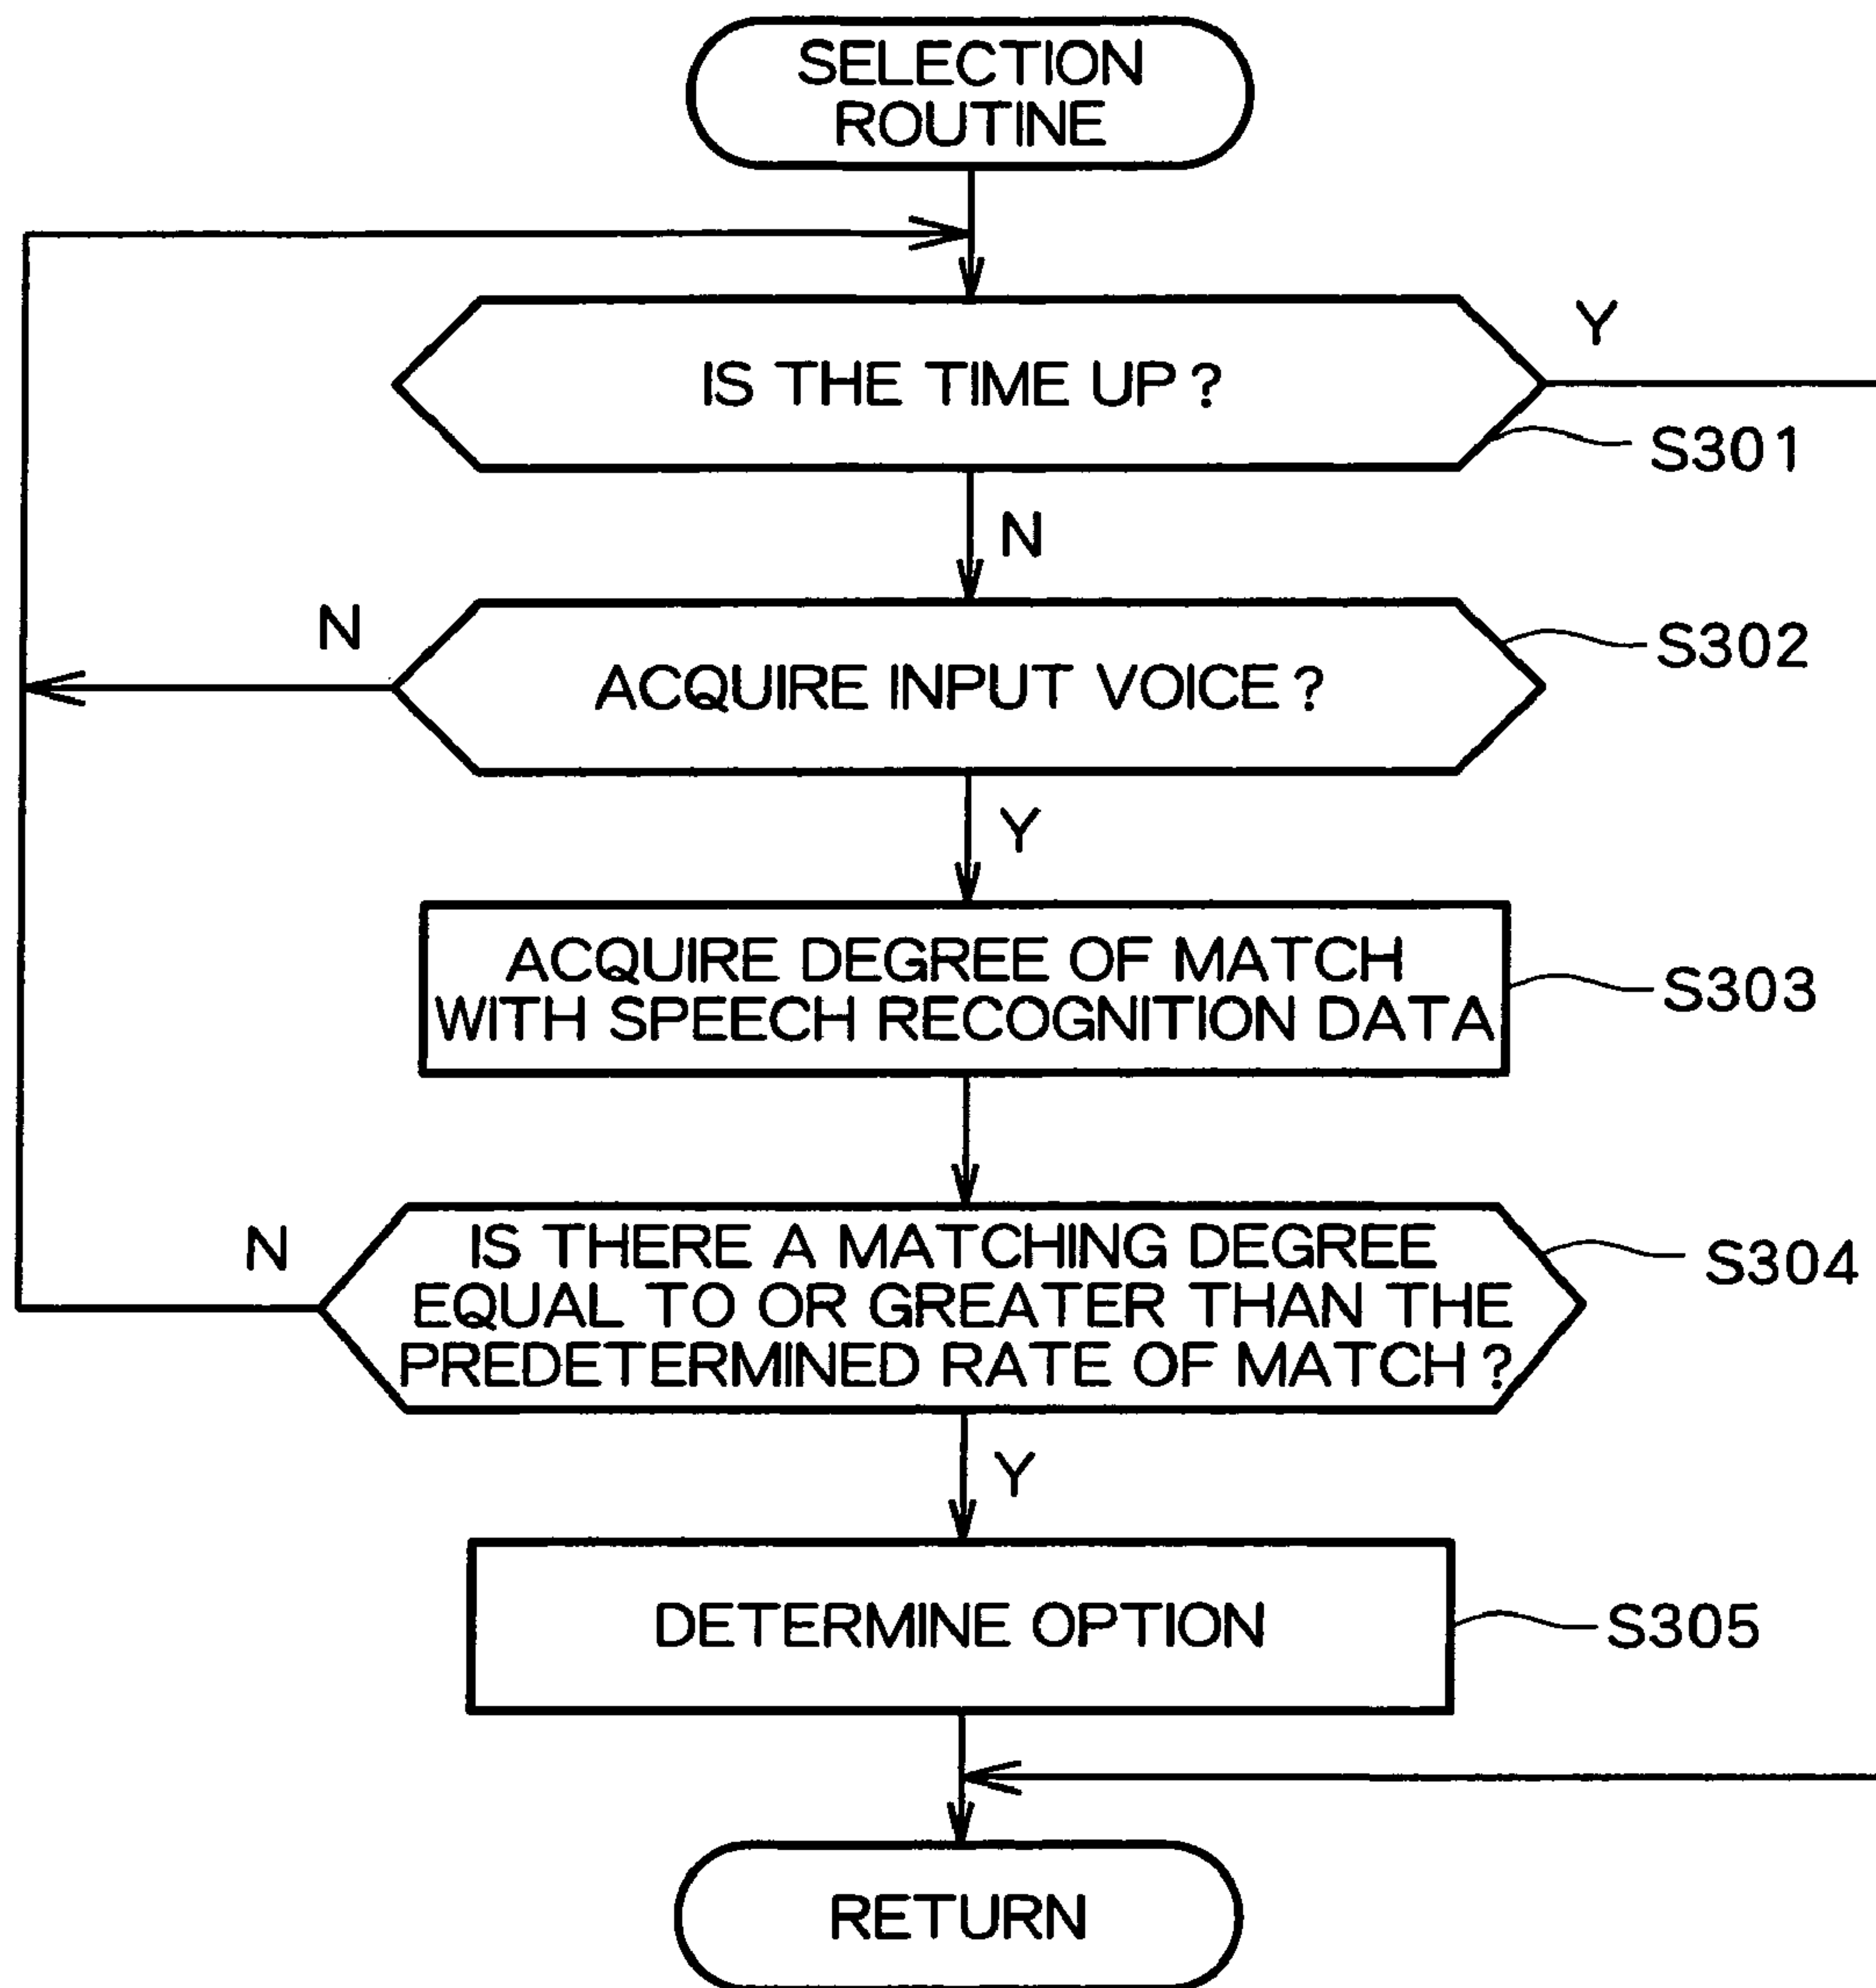 SELECTION
ROUTINE
IS THE TIME UP?
Y
S301
N
ACQUIRE INPUT VOICE?
N
S302
Y
ACQUIRE DEGREE OF MATCH
WITH SPEECH RECOGNITION DATA
S303
IS THERE A MATCHING DEGREE
EQUAL TO OR GREATER THAN THE
PREDETERMINED RATE OF MATCH?
N
S304
Y
DETERMINE OPTION
S305
RETURN